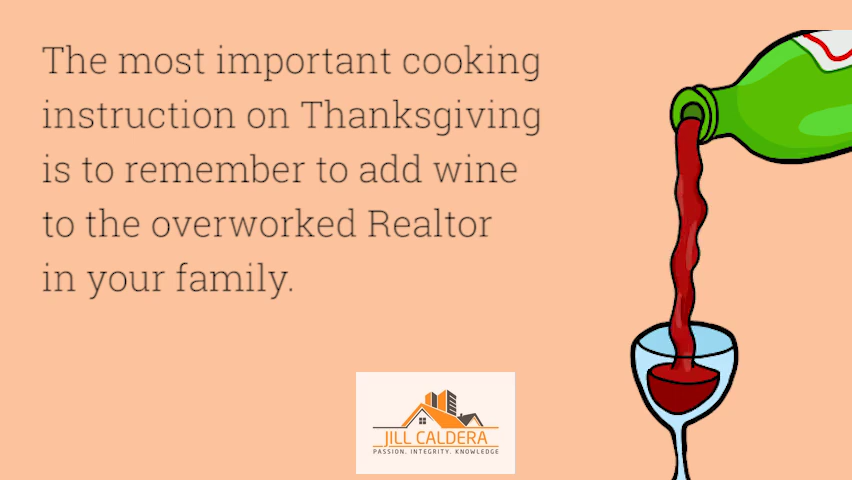 The most important cooking
instruction on Thanksgiving
is to remember to add wine
to the overworked Realtor
in your family.
JILL CALDERA
PASSION. INTEGRITY. KNOWLEDGE